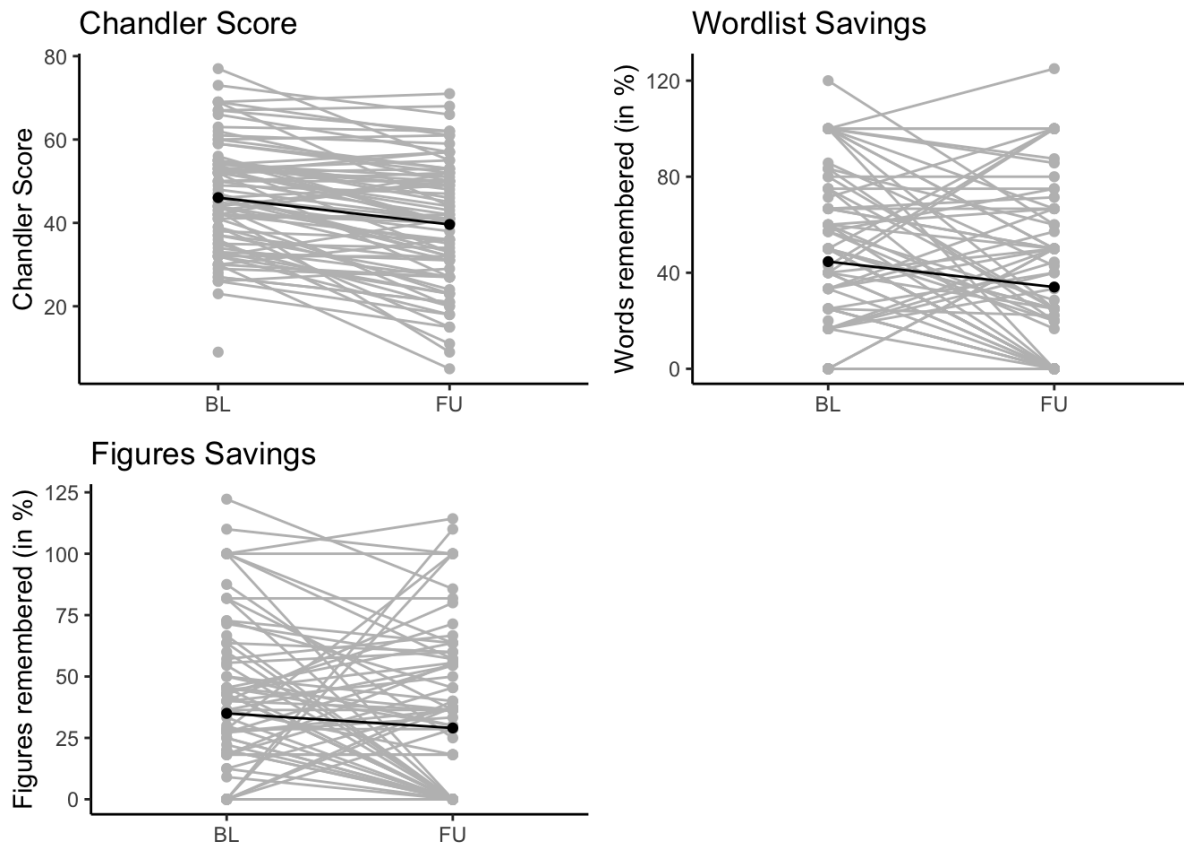 Chandler Score
Chandler Score
80
60
40
20
BL
FU
Wordlist Savings
Words remembered (in %)
120
80
40
0
BL
FU
Figures Savings
Figures remembered (in %)
125
100
75
50
25
0
BL
FU